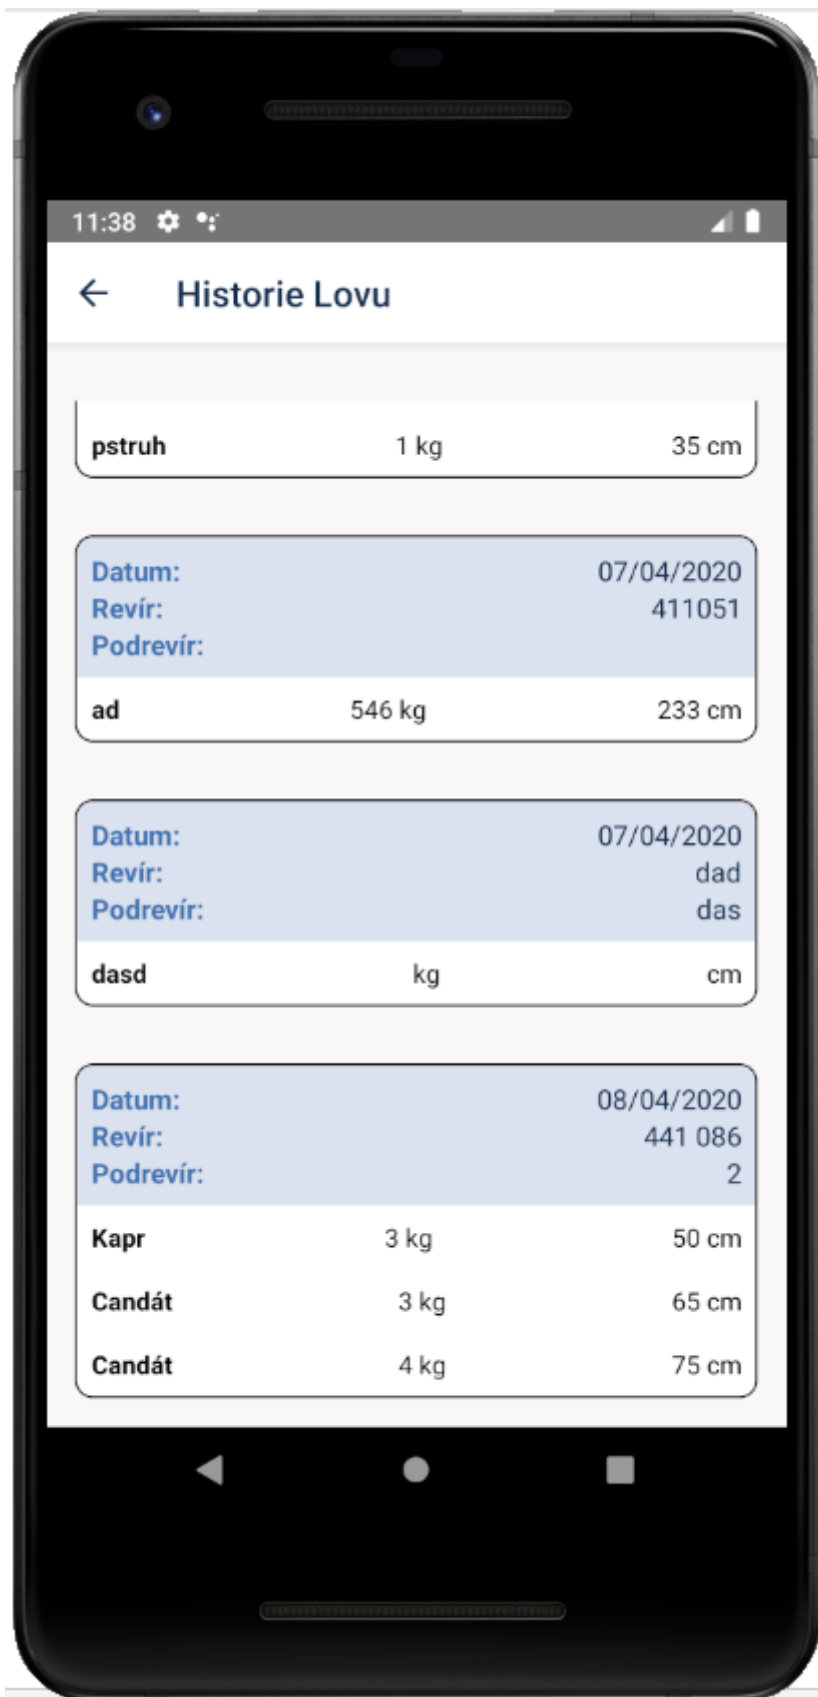 11:38
Historie Lovu
pstruh 1 kg 35 cm
Datum: 07/04/2020
Revír: 411051
Podrevír:
ad 546 kg 233 cm
Datum: 07/04/2020
Revír: dad
Podrevír: das
dasd kg cm
Datum: 08/04/2020
Revír: 441 086
Podrevír: 2
Kapr 3 kg 50 cm
Candát 3 kg 65 cm
Candát 4 kg 75 cm